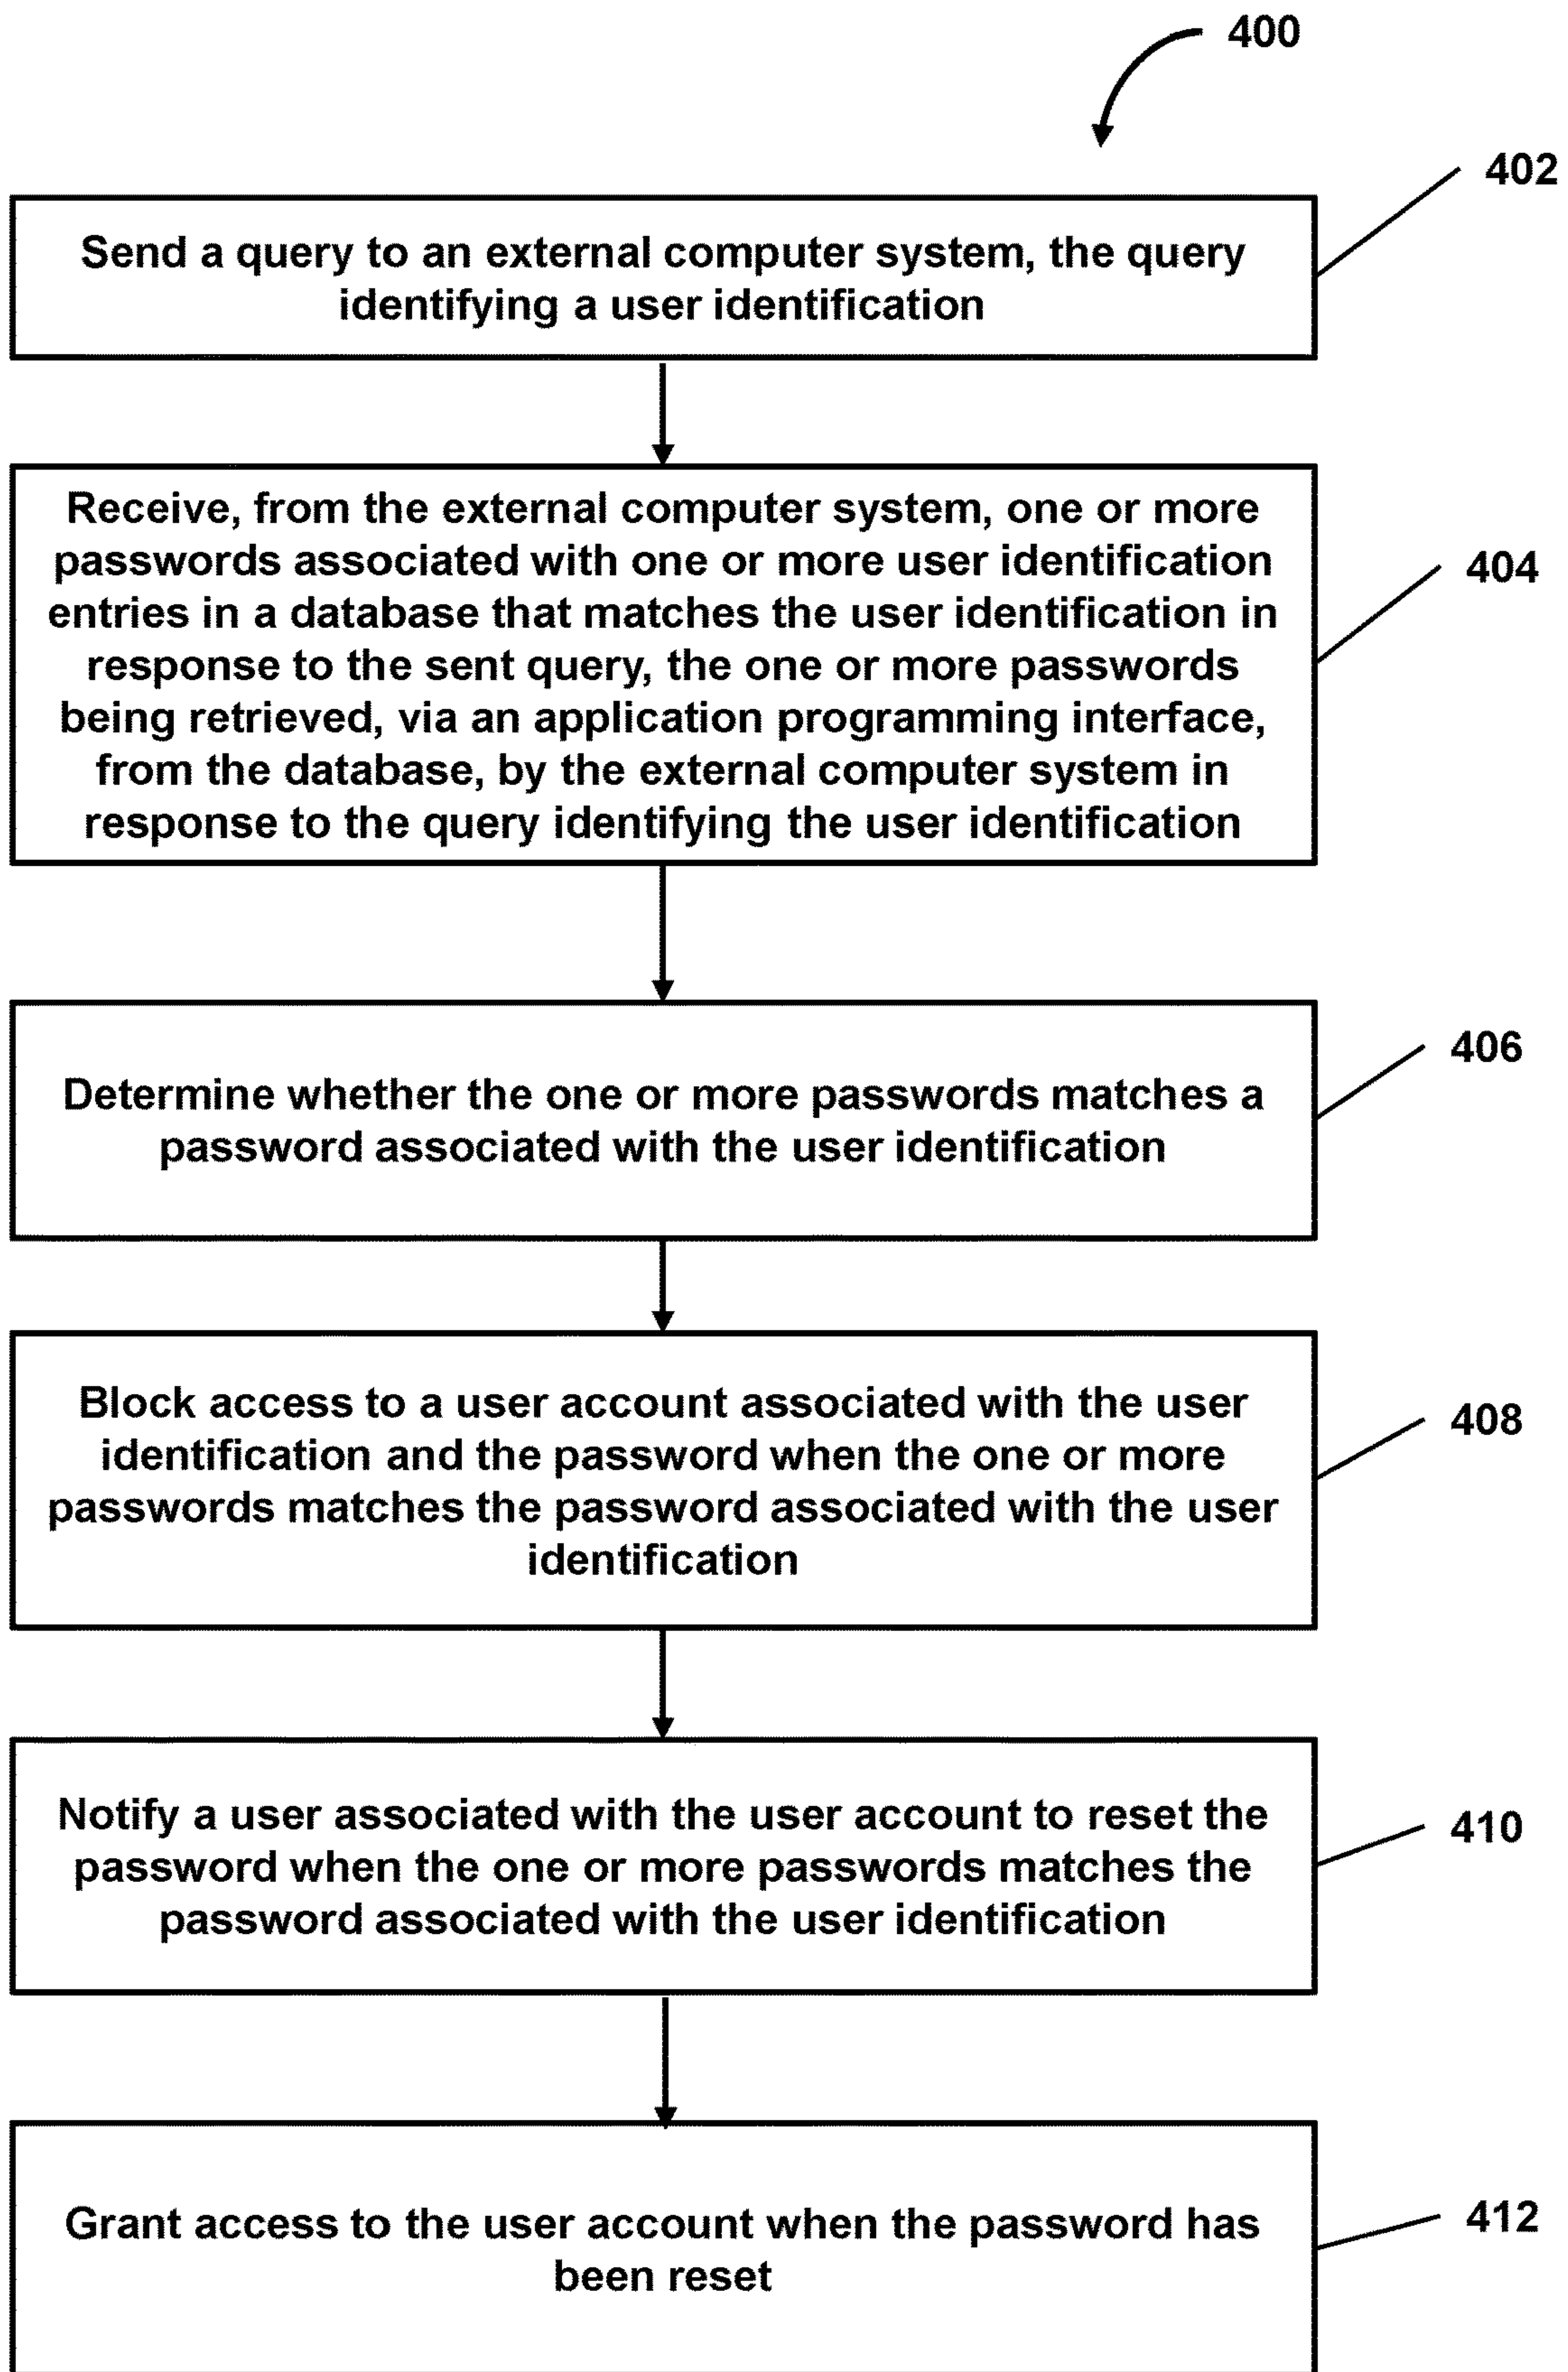 400
402
Send a query to an external computer system, the query
identifying a user identification
Receive, from the external computer system, one or more
passwords associated with one or more user identification
entries in a database that matches the user identification in
response to the sent query, the one or more passwords
being retrieved, via an application programming interface,
from the database, by the external computer system in
response to the query identifying the user identification
404
406
Determine whether the one or more passwords matches a
password associated with the user identification
Block access to a user account associated with the user
identification and the password when the one or more
passwords matches the password associated with the user
identification
408
Notify a user associated with the user account to reset the
password when the one or more passwords matches the
password associated with the user identification
410
Grant access to the user account when the password has
been reset
412